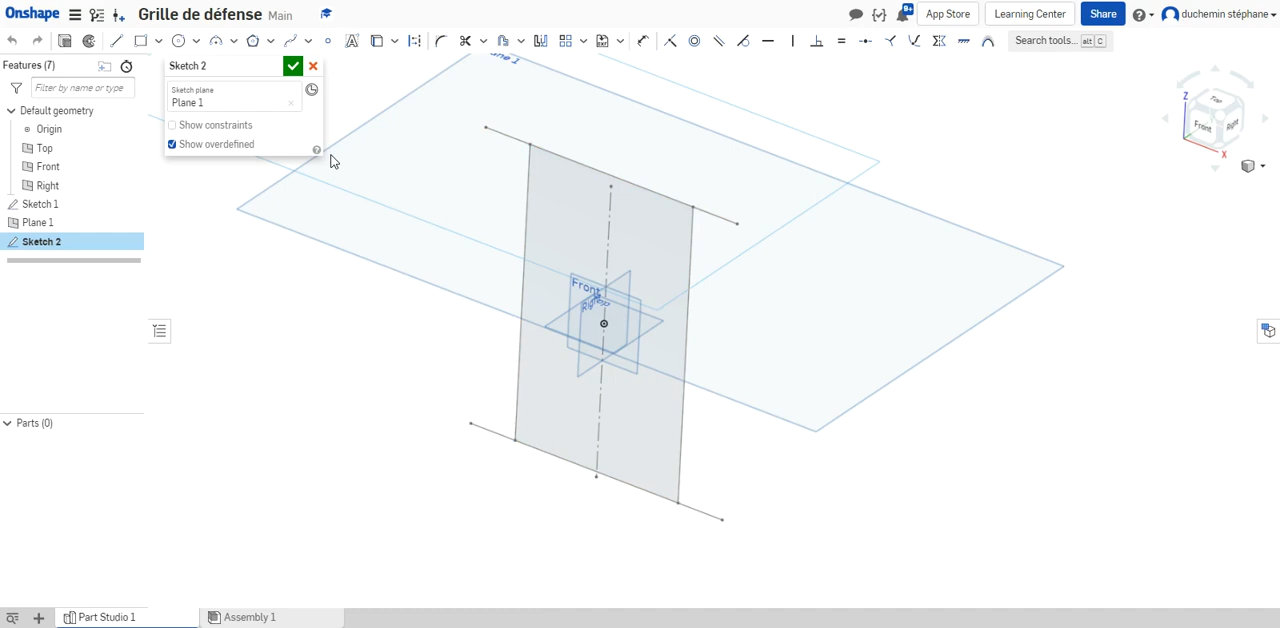 Onshape Grille de défense Main App Store Learning Center Share duchemin stéphane
9+
Search tools... alt C
Features (7)
Filter by name or type
Default geometry
Origin
Top
Front
Right
Sketch 1
Plane 1
Sketch 2
Parts (0)
Sketch 2
Sketch plane
Plane 1
Show constraints
Show overdefined
Front
Z
Top
Front
Right
X
Part Studio 1 Assembly 1